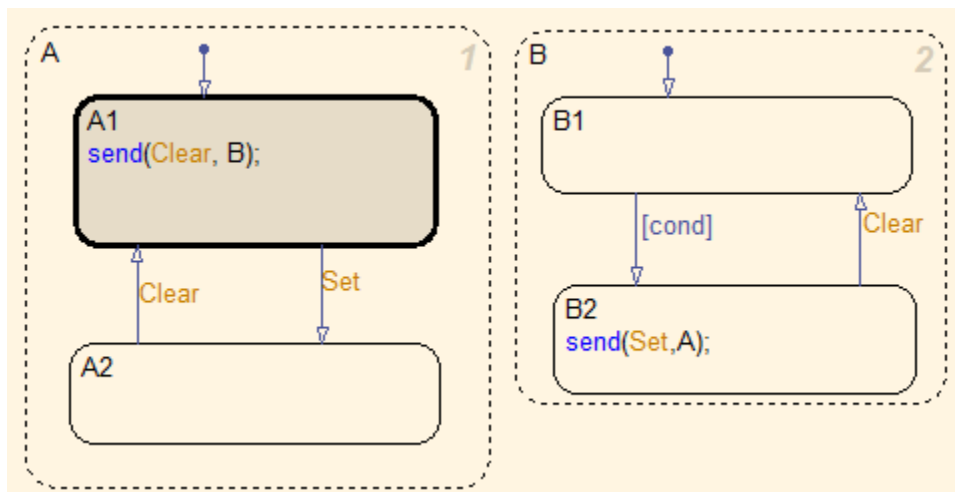 A
1
A1
send(Clear, B);
Clear
Set
A2
B
2
B1
[cond]
Clear
B2
send(Set,A);